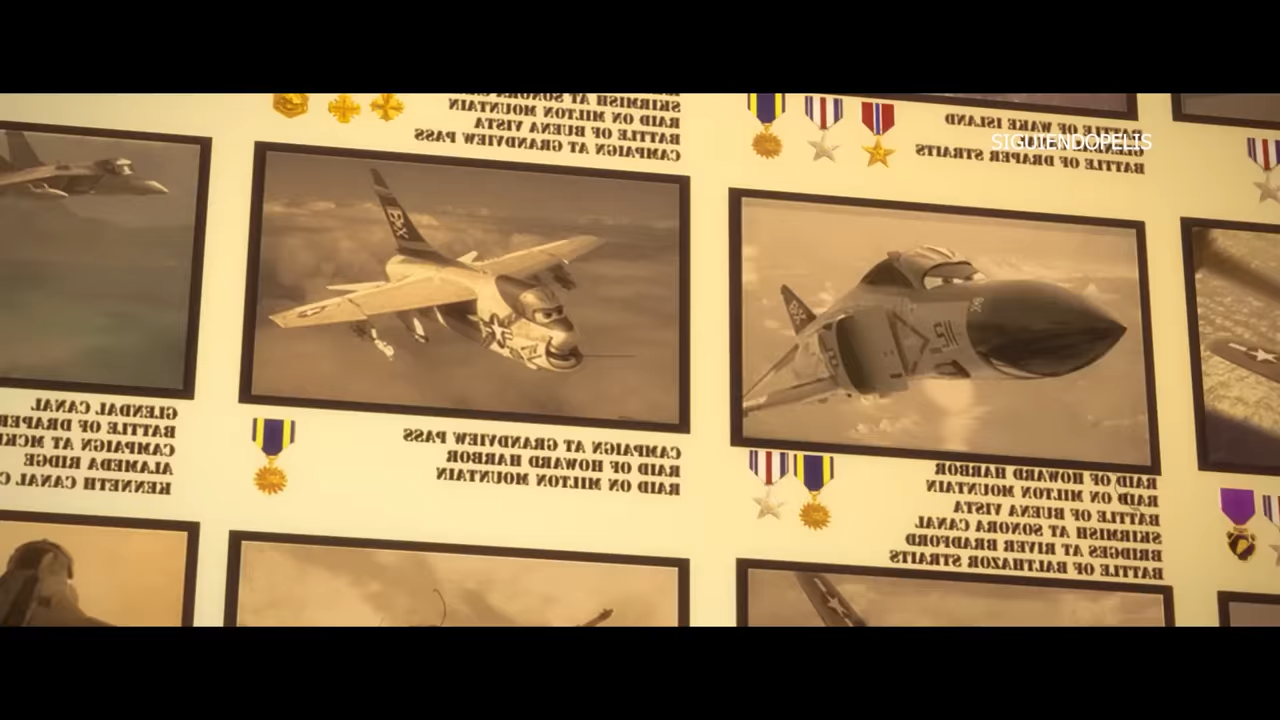 SKIRMISH AT SONORA
RAID ON MILTON MOUNTAIN
BATTLE OF BUENA VISTA
CAMPAIGN AT GRANDVIEW PASS
OF WAKE ISLAND
SIGUIENDOPELIS
BATTLE OF DRAPER STRAITS
GLENDAL CANAL
BATTLE OF DRAPER
CAMPAIGN AT
ALAMEDA RIDGE
KENNETH CANAL
BX
CAMPAIGN AT GRANDVIEW PASS
RAID OF HOWARD HARBOR
RAID ON MILTON MOUNTAIN
BX
RAID OF HOWARD HARBOR
RAID ON MILTON MOUNTAIN
BATTLE OF BUENA VISTA
SKIRMISH AT SONORA CANAL
BRIDGES AT RIVER BRADFORD
BATTLE OF BALTHAZOR STRAITS